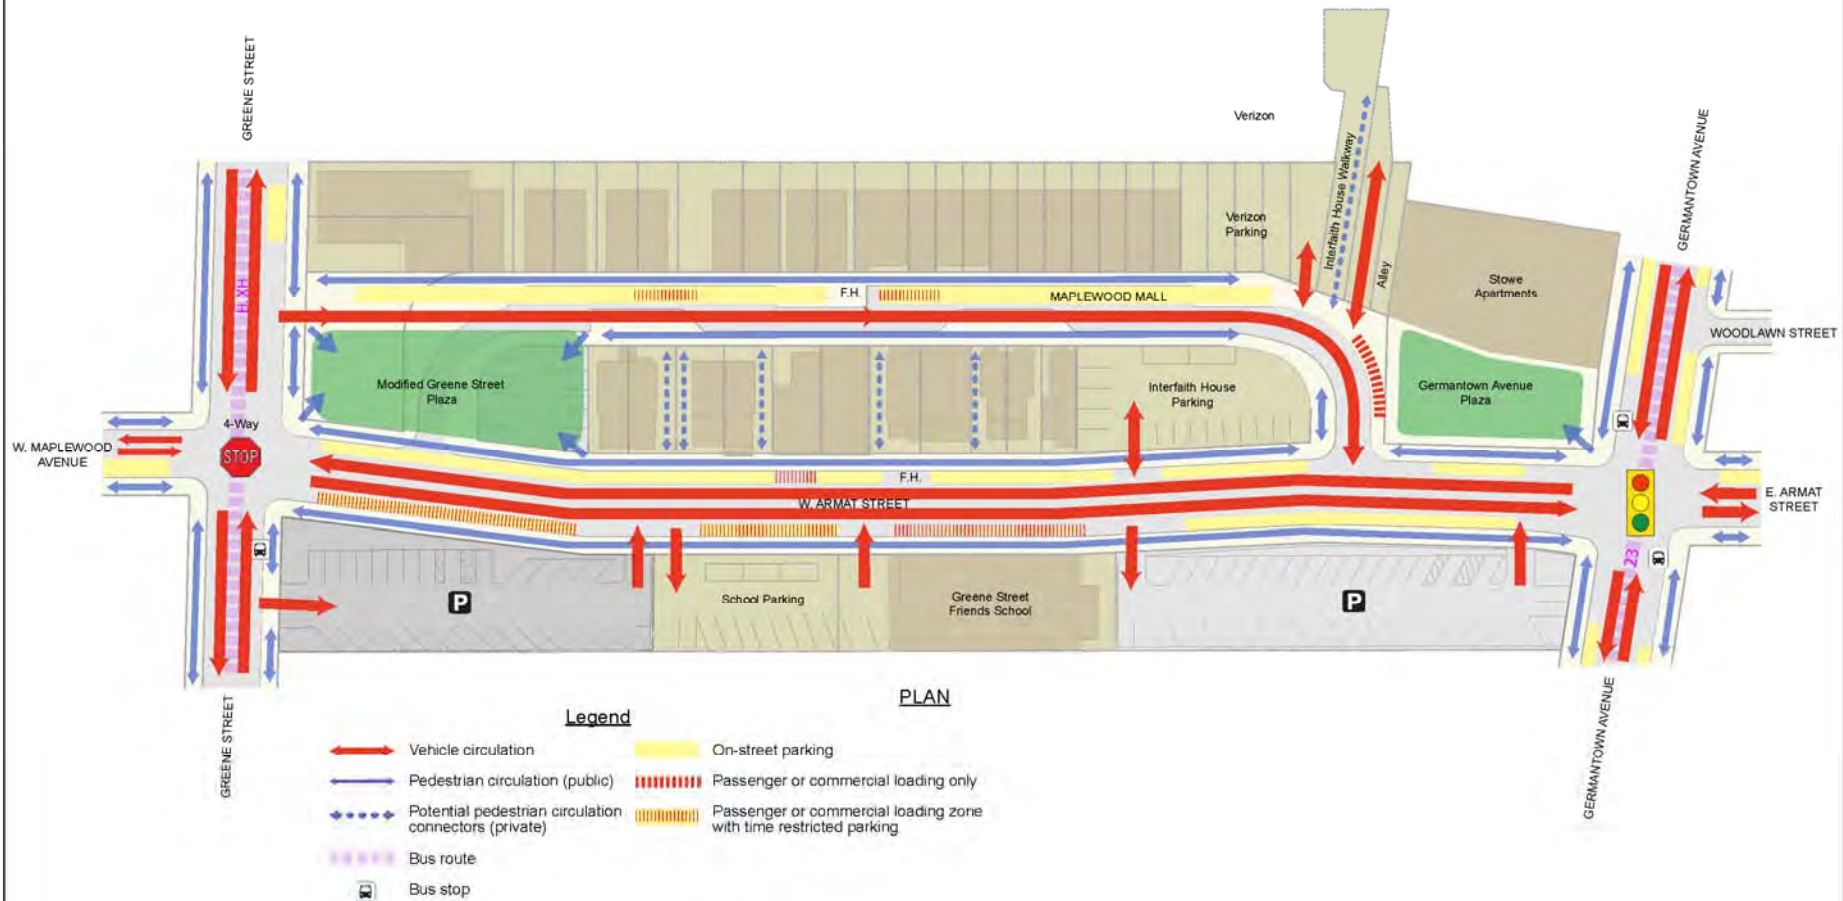 GREENE STREET
Verizon
GERMANTOWN AVENUE
Interfaith House Walkway
Verizon
Parking
Alley
Stowe
Apartments
H, XH
F.H.
MAPLEWOOD MALL
WOODLAWN STREET
Modified Greene Street
Plaza
Interfaith House
Parking
Germantown Avenue
Plaza
4-Way
STOP
W. MAPLEWOOD
AVENUE
F.H.
W. ARMAT STREET
E. ARMAT
STREET
23
P
School Parking
Greene Street
Friends School
P
GREENE STREET
GERMANTOWN AVENUE
PLAN
Legend
Vehicle circulation
On-street parking
Pedestrian circulation (public)
Passenger or commercial loading only
Potential pedestrian circulation
connectors (private)
Passenger or commercial loading zone
with time restricted parking
Bus route
Bus stop